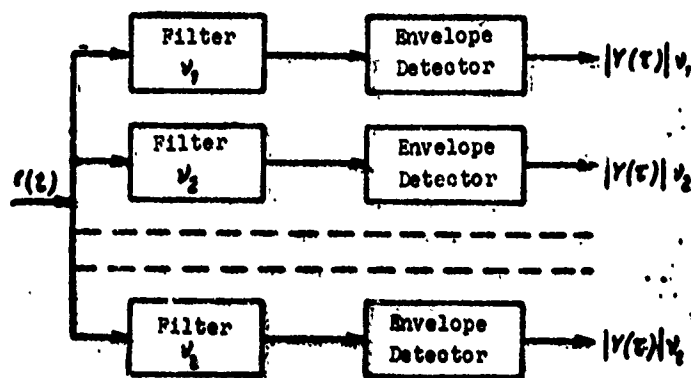 Filter
ν₁
Envelope
Detector
|Y(τ)| ν₁
Filter
ν₂
Envelope
Detector
|Y(τ)| ν₂
r(t)
Filter
Envelope
Detector